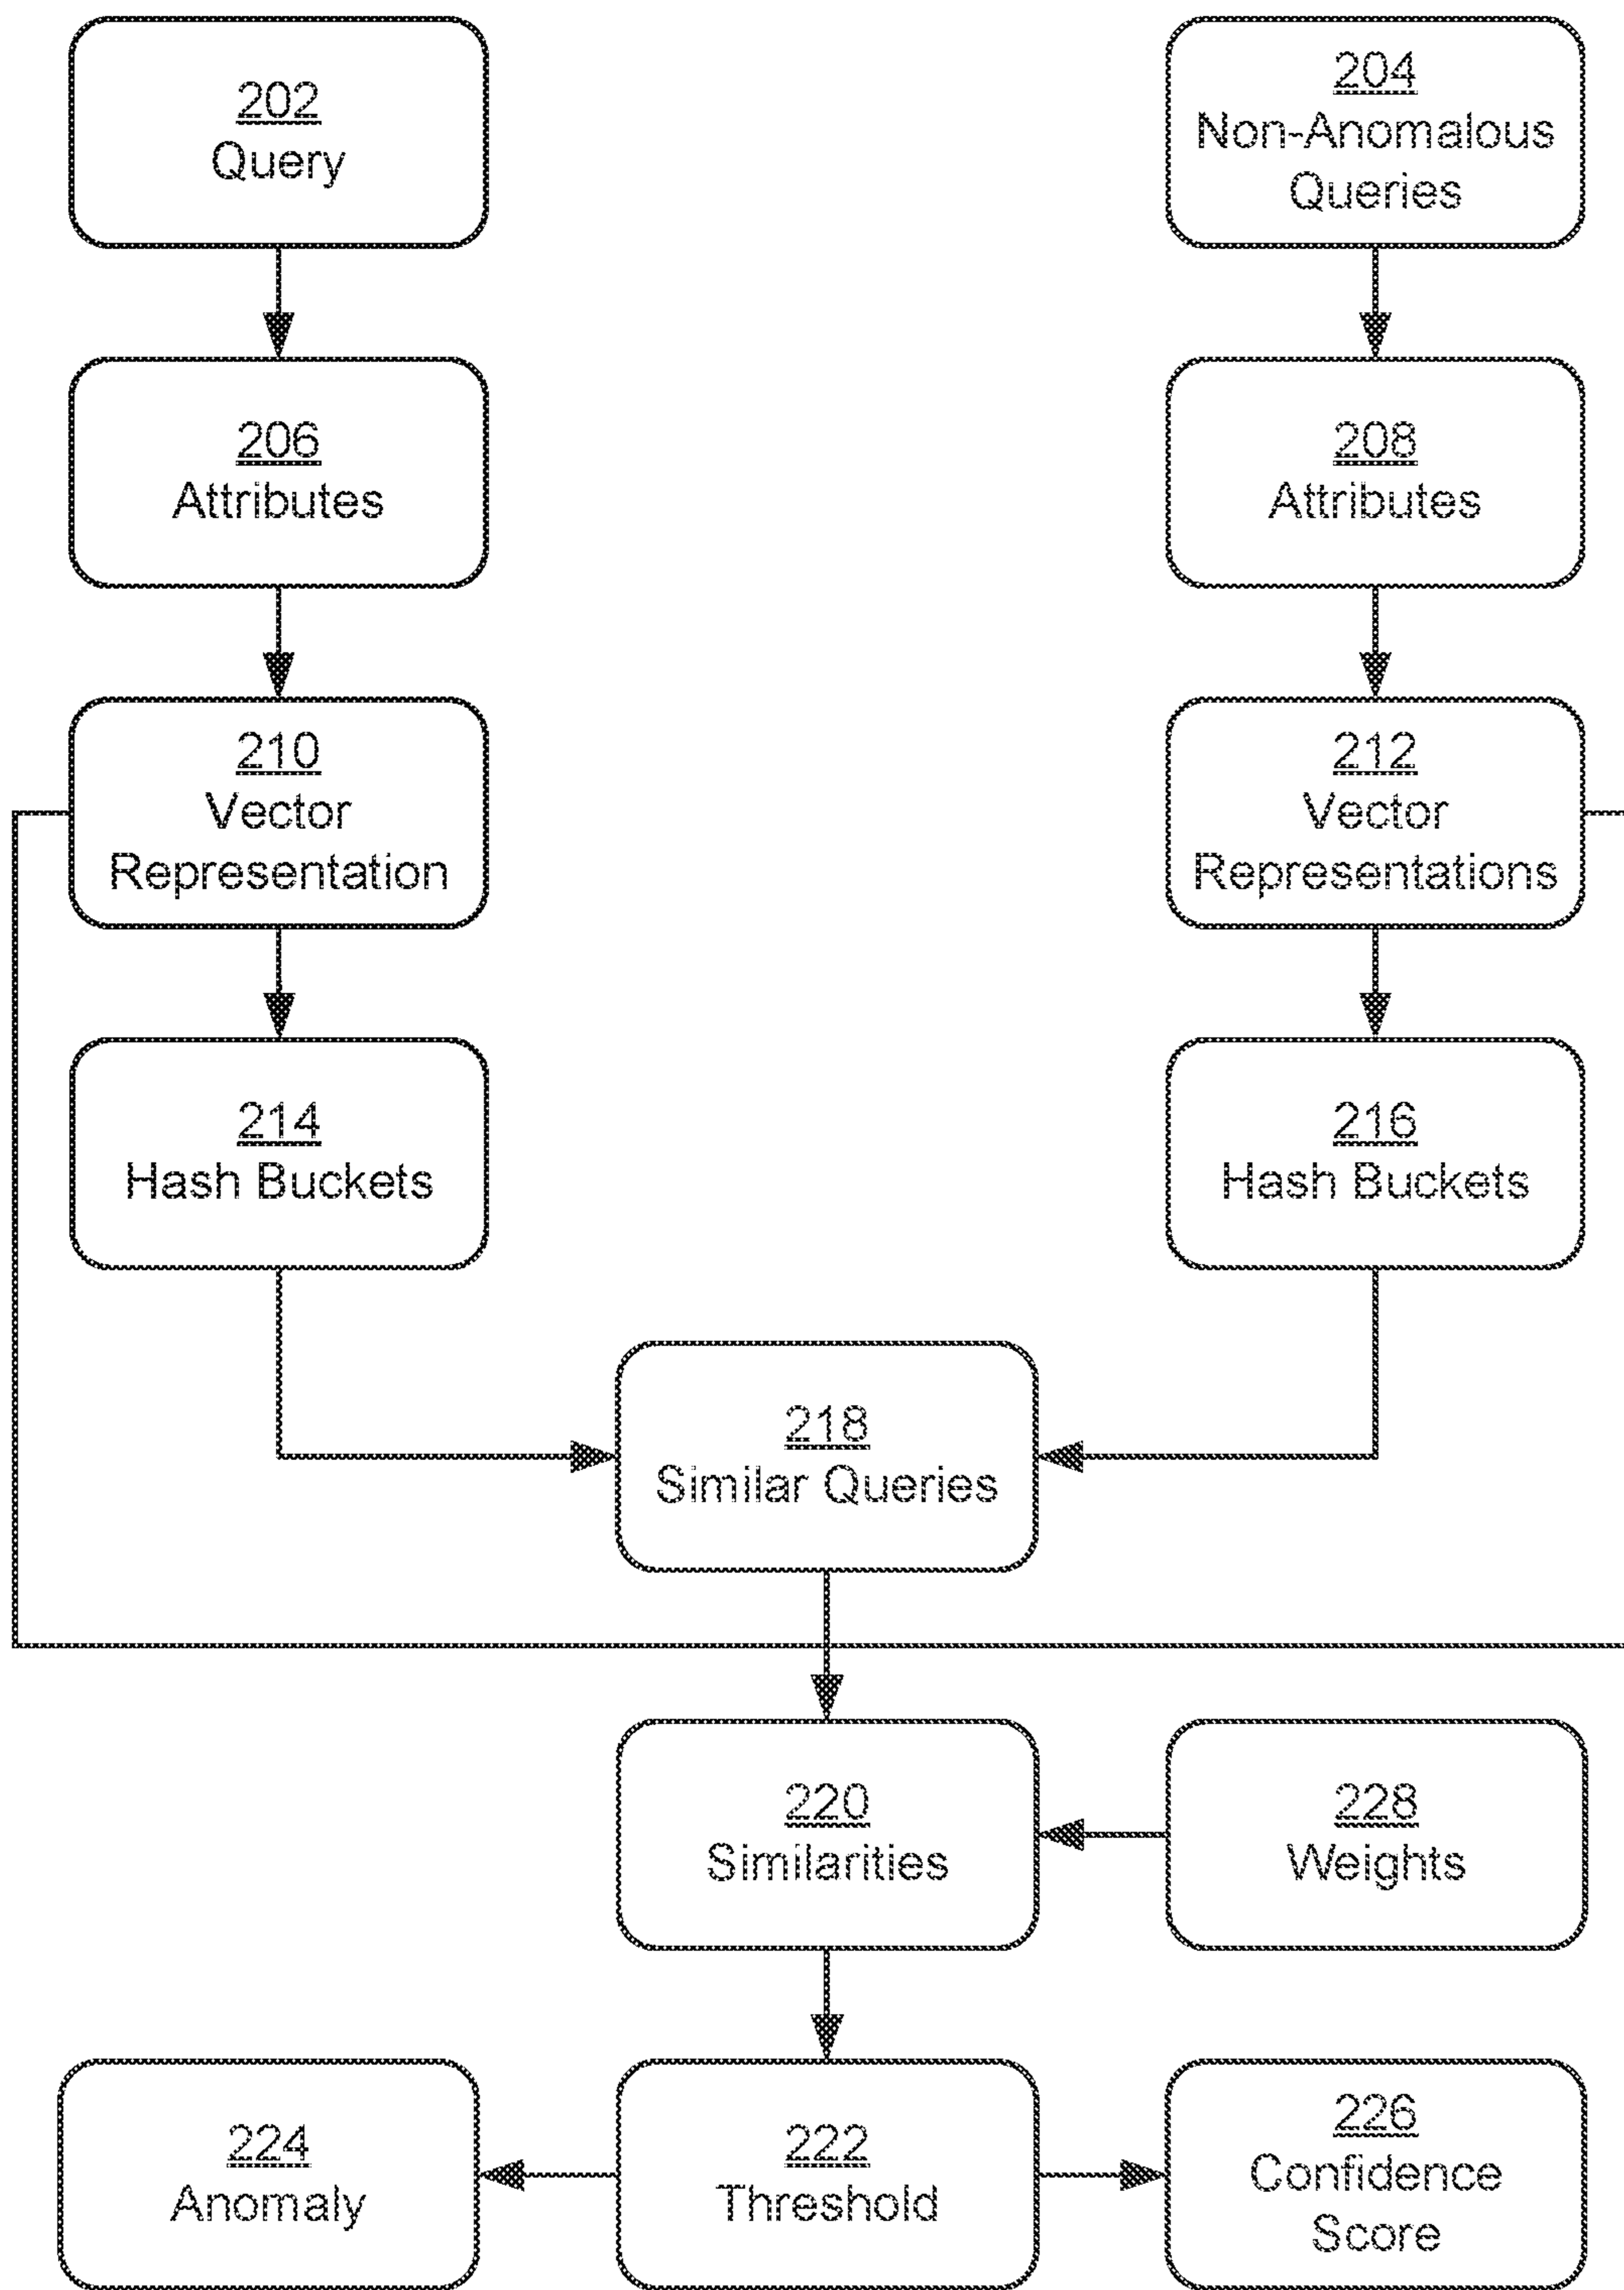 202
Query
204
Non-Anomalous
Queries
206
Attributes
208
Attributes
210
Vector
Representation
212
Vector
Representations
214
Hash Buckets
216
Hash Buckets
218
Similar Queries
220
Similarities
228
Weights
224
Anomaly
222
Threshold
226
Confidence
Score